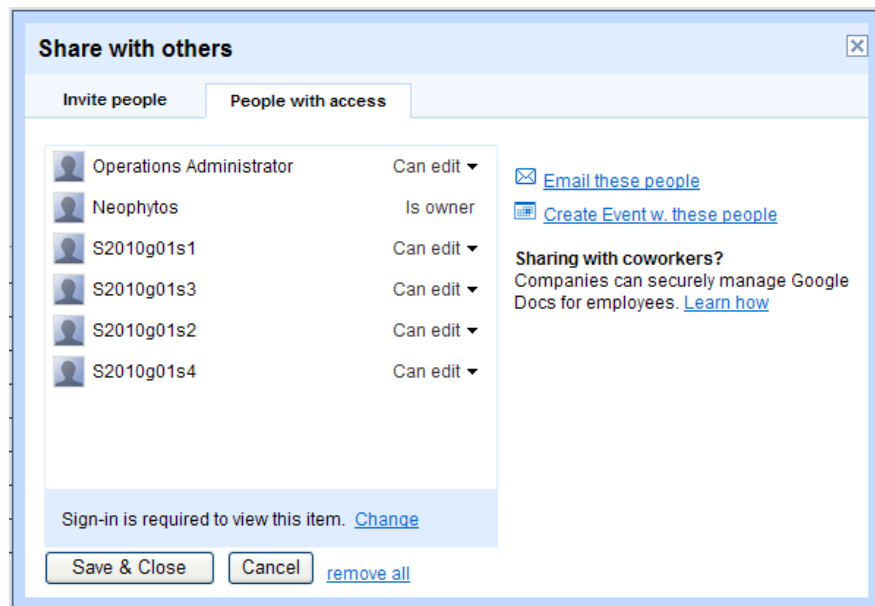 Share with others
Invite people
People with access
Operations Administrator Can edit
Neophytos Is owner
S2010g01s1 Can edit
S2010g01s3 Can edit
S2010g01s2 Can edit
S2010g01s4 Can edit
Sign-in is required to view this item. Change
Save & Close Cancel remove all
Email these people
Create Event w. these people
Sharing with coworkers?
Companies can securely manage Google
Docs for employees. Learn how